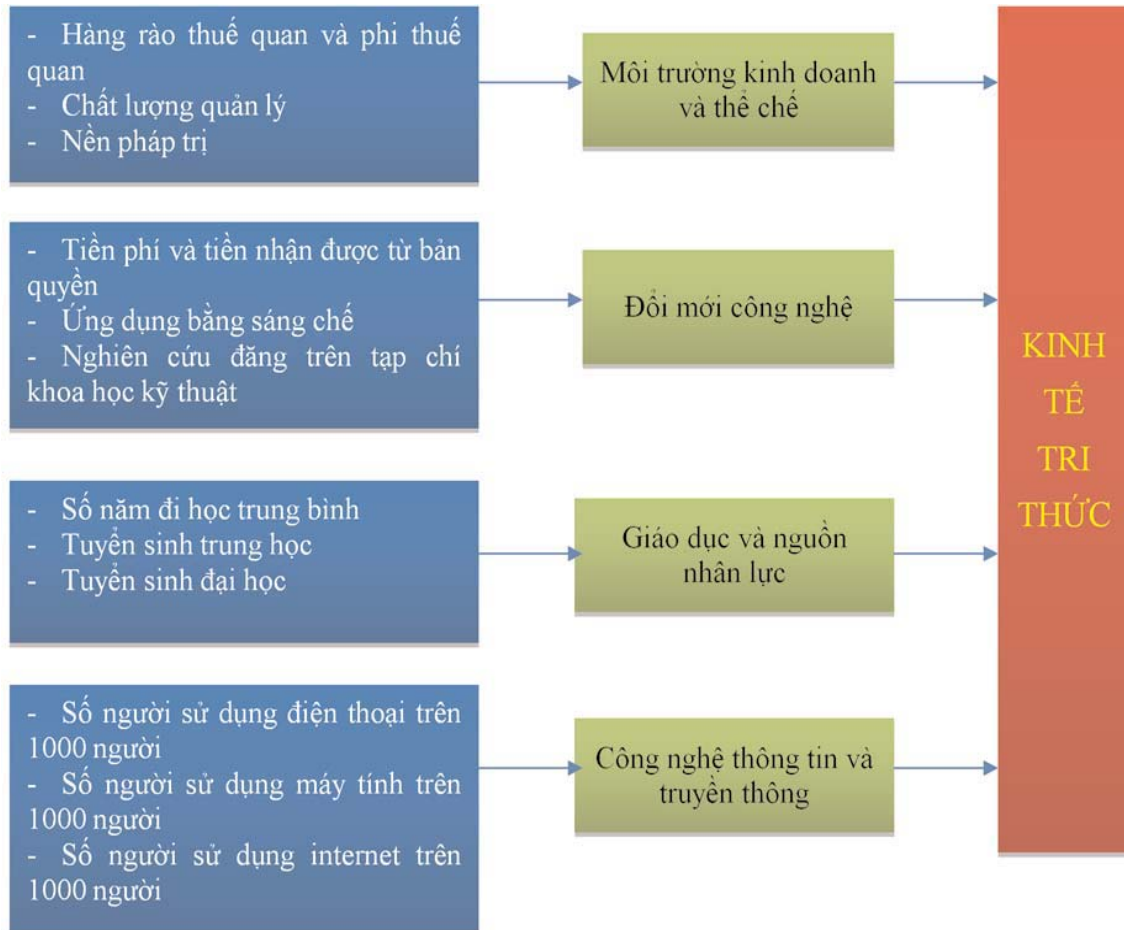 - Hàng rào thuế quan và phi thuế
quan
- Chất lượng quản lý
- Nền pháp trị
Môi trường kinh doanh
và thể chế
- Tiền phí và tiền nhận được từ bản
quyền
- Ứng dụng bằng sáng chế
- Nghiên cứu đăng trên tạp chí
khoa học kỹ thuật
Đổi mới công nghệ
- Số năm đi học trung bình
- Tuyển sinh trung học
- Tuyển sinh đại học
Giáo dục và nguồn
nhân lực
- Số người sử dụng điện thoại trên
1000 người
- Số người sử dụng máy tính trên
1000 người
- Số người sử dụng internet trên
1000 người
Công nghệ thông tin và
truyền thông
KINH
TẾ
TRI
THỨC